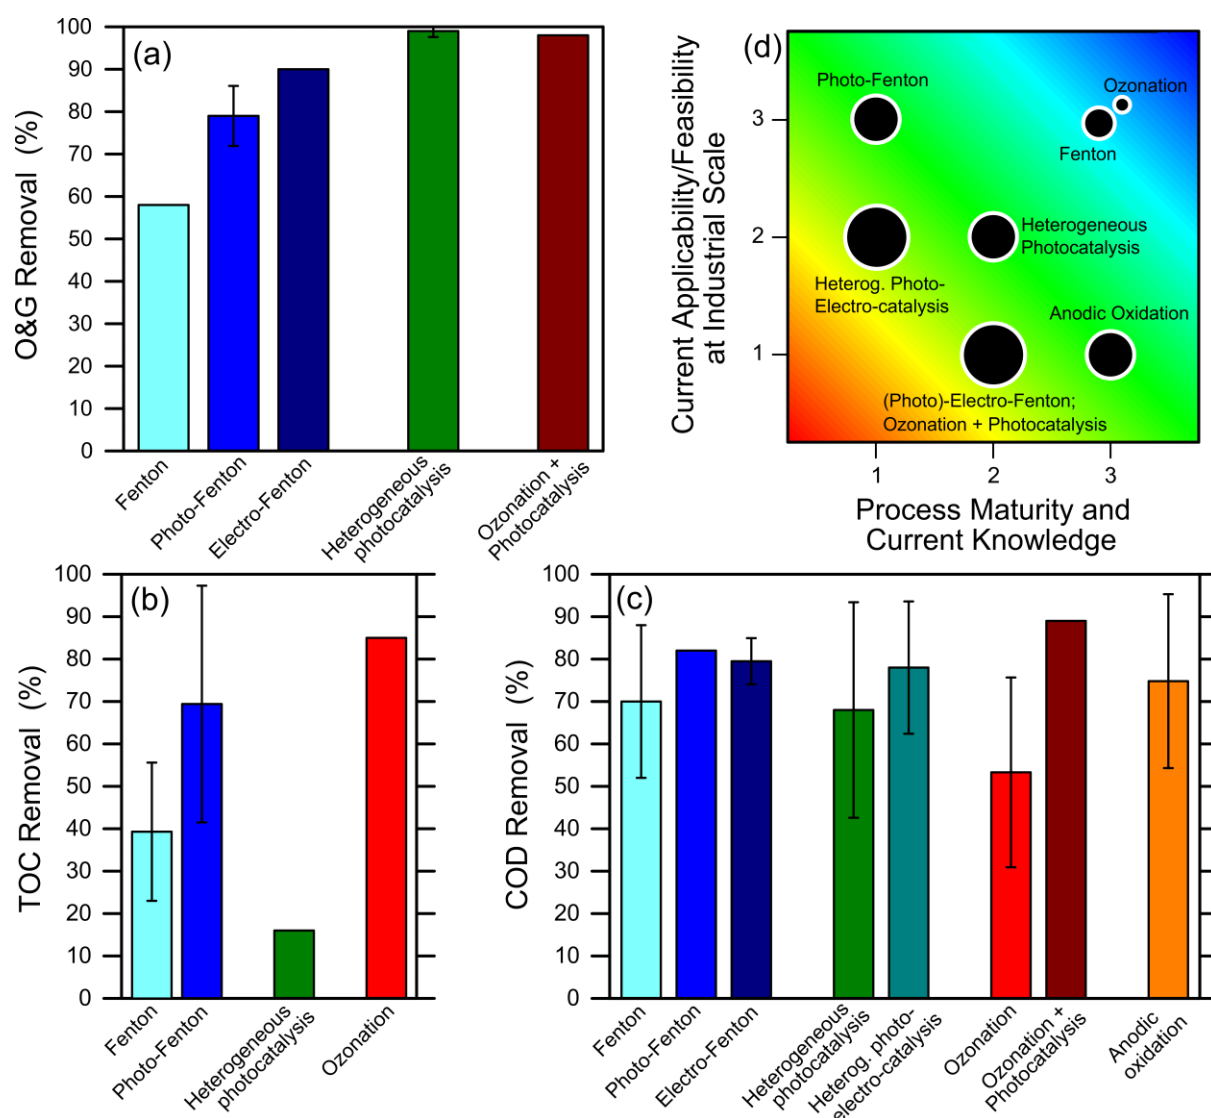 (a)
O&G Removal (%)
100
90
80
70
60
50
40
30
20
10
0
Fenton
Photo-Fenton
Electro-Fenton
Heterogeneous
photocatalysis
Ozonation +
Photocatalysis
(d)
Current Applicability/Feasibility
at Industrial Scale
3
2
1
Photo-Fenton
Ozonation
Fenton
Heterogeneous
Photocatalysis
Heterog. Photo-
Electro-catalysis
Anodic Oxidation
(Photo)-Electro-Fenton;
Ozonation + Photocatalysis
1
2
3
Process Maturity and
Current Knowledge
(b)
TOC Removal (%)
100
90
80
70
60
50
40
30
20
10
0
Fenton
Photo-Fenton
Heterogeneous
photocatalysis
Ozonation
(c)
COD Removal (%)
100
90
80
70
60
50
40
30
20
10
0
Fenton
Photo-Fenton
Electro-Fenton
Heterogeneous
photocatalysis
Heterog. photo-
electro-catalysis
Ozonation
Ozonation +
Photocatalysis
Anodic
oxidation